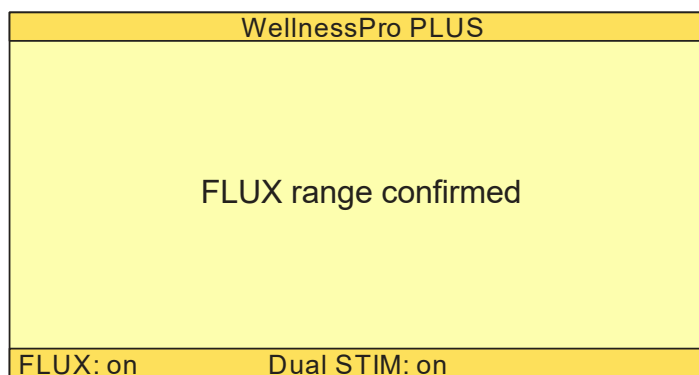 WellnessPro PLUS
FLUX range confirmed
FLUX: on Dual STIM: on